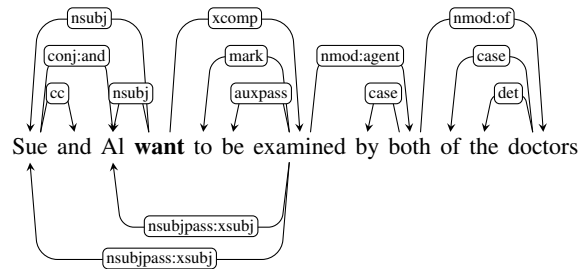 nsubj xcomp nmod:of
conj:and mark nmod:agent case
cc nsubj auxpass case det
Sue and Al want to be examined by both of the doctors
nsubjpass:xsubj
nsubjpass:xsubj